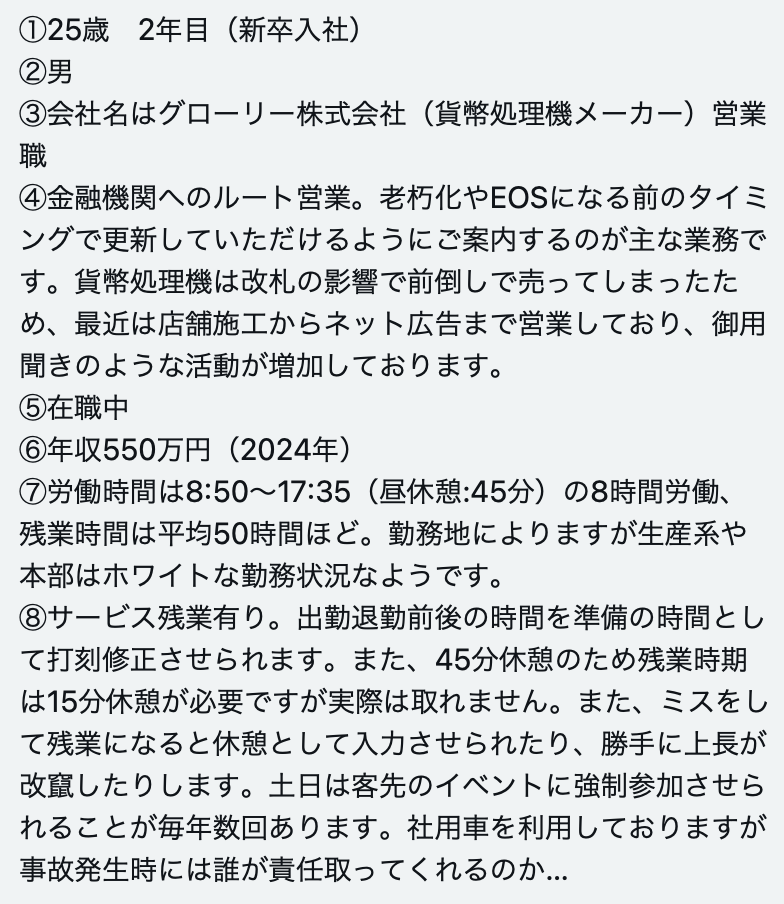 ①25歳　2年目（新卒入社）
②男
③会社名はグローリー株式会社（貨幣処理機メーカー）営業
職
④金融機関へのルート営業。老朽化やEOSになる前のタイミ
ングで更新していただけるようにご案内するのが主な業務で
す。貨幣処理機は改札の影響で前倒しで売ってしまったた
め、最近は店舗施工からネット広告まで営業しており、御用
聞きのような活動が増加しております。
⑤在職中
⑥年収550万円（2024年）
⑦労働時間は8:50〜17:35（昼休憩:45分）の8時間労働、
残業時間は平均50時間ほど。勤務地によりますが生産系や
本部はホワイトな勤務状況なようです。
⑧サービス残業有り。出勤退勤前後の時間を準備の時間とし
て打刻修正させられます。また、45分休憩のため残業時期
は15分休憩が必要ですが実際は取れません。また、ミスをし
て残業になると休憩として入力させられたり、勝手に上長が
改竄したりします。土日は客先のイベントに強制参加させら
れることが毎年数回あります。社用車を利用しておりますが
事故発生時には誰が責任取ってくれるのか…